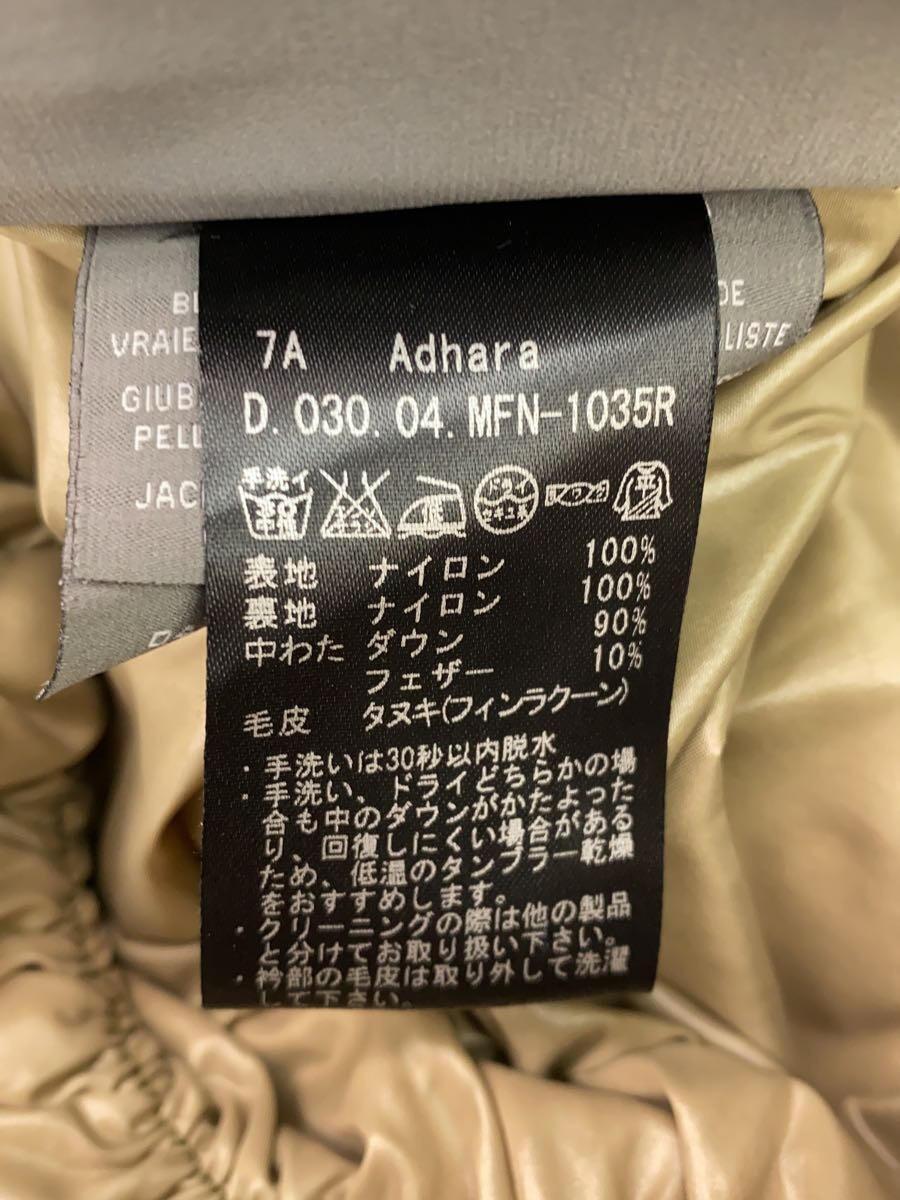 VRAIE
GIUB
PELL
JAC
DE
LISTE
7A Adhara
D.030.04.MFN-1035R
手洗イ
ドライ
平
表地 ナイロン 100%
裏地 ナイロン 100%
中わた ダウン 90%
フェザー 10%
毛皮 タヌキ(フィンラクーン)
・手洗いは30秒以内脱水
・手洗い、ドライどちらかの場
合も中のダウンがかたよった
り、回復しにくい場合がある
ため、低温のタンブラー乾燥
をおすすめします。
・クリーニングの際は他の製品
と分けてお取り扱い下さい。
・衿部の毛皮は取り外して洗濯
して下さい。